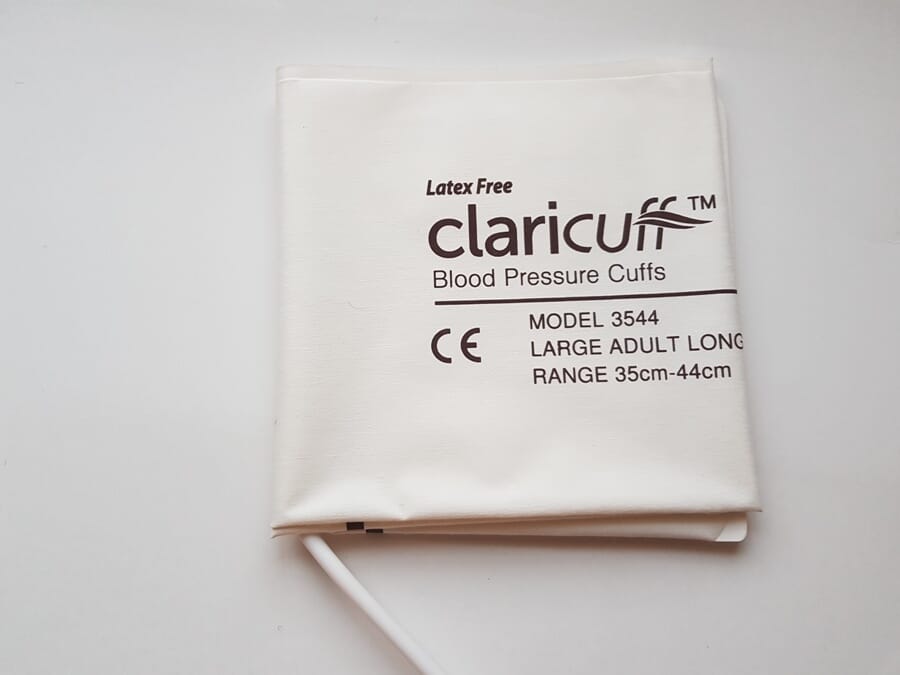 Latex Free
claricuff™
Blood Pressure Cuffs
CE
MODEL 3544
LARGE ADULT LONG
RANGE 35cm-44cm